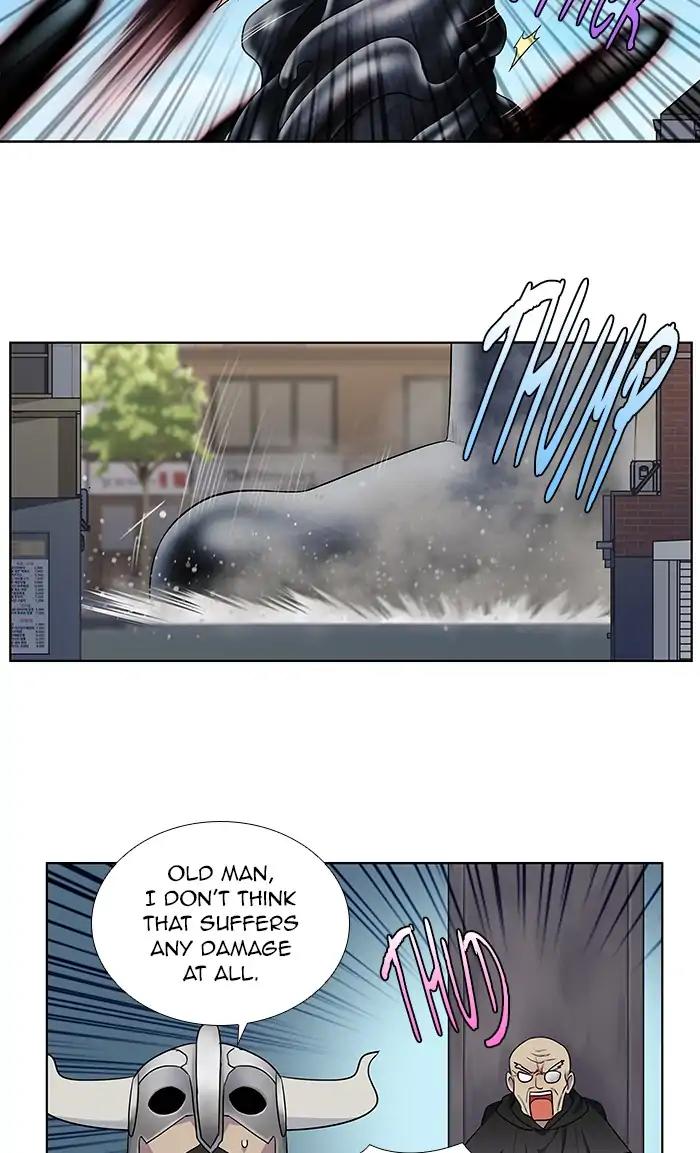 THUMP
OLD MAN,
I DON'T THINK
THAT SUFFERS
ANY DAMAGE
AT ALL.
THUD